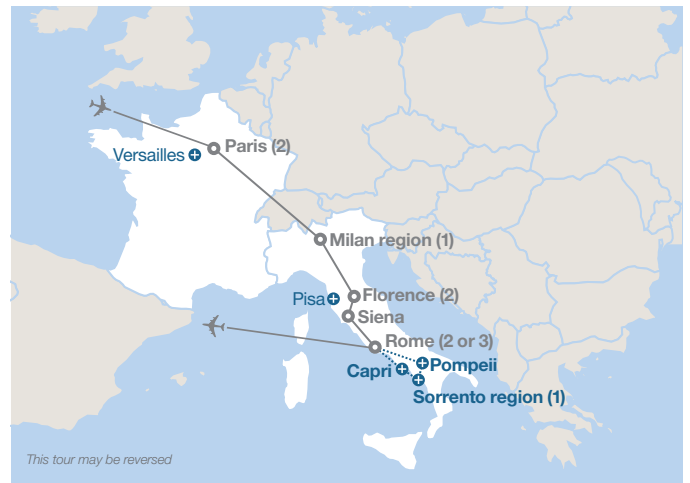 Paris (2)
Versailles
Milan region (1)
Pisa
Florence (2)
Siena
Rome (2 or 3)
Capri
Pompeii
Sorrento region (1)
This tour may be reversed